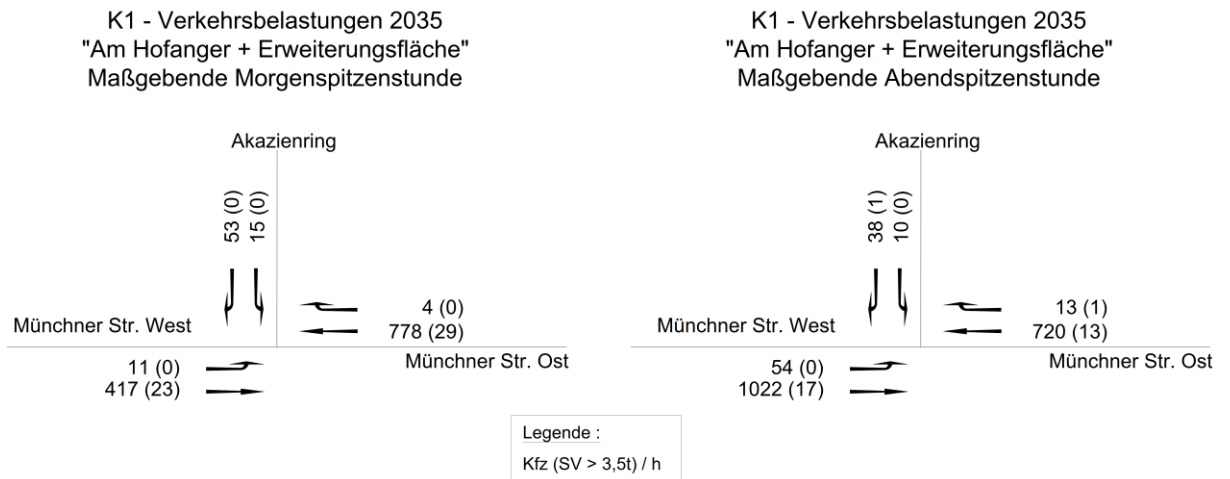 K1 - Verkehrsbelastungen 2035
"Am Hofanger + Erweiterungsfläche"
Maßgebende Morgenspitzenstunde
Akazienring
53 (0)
15 (0)
4 (0)
778 (29)
Münchner Str. West
Münchner Str. Ost
11 (0)
417 (23)
K1 - Verkehrsbelastungen 2035
"Am Hofanger + Erweiterungsfläche"
Maßgebende Abendspitzenstunde
Akazienring
38 (1)
10 (0)
13 (1)
720 (13)
Münchner Str. West
Münchner Str. Ost
54 (0)
1022 (17)
Legende :
Kfz (SV > 3,5t) / h